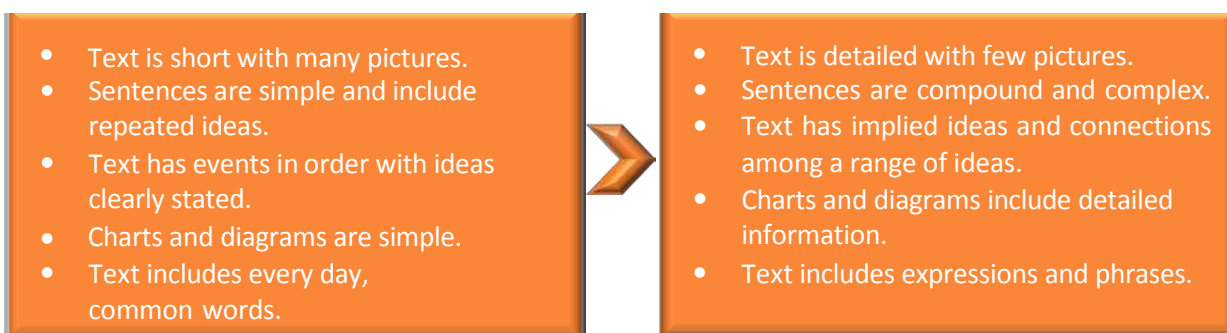 • Text is short with many pictures.
• Sentences are simple and include
repeated ideas.
• Text has events in order with ideas
clearly stated.
• Charts and diagrams are simple.
• Text includes every day,
common words.
• Text is detailed with few pictures.
• Sentences are compound and complex.
• Text has implied ideas and connections
among a range of ideas.
• Charts and diagrams include detailed
information.
• Text includes expressions and phrases.